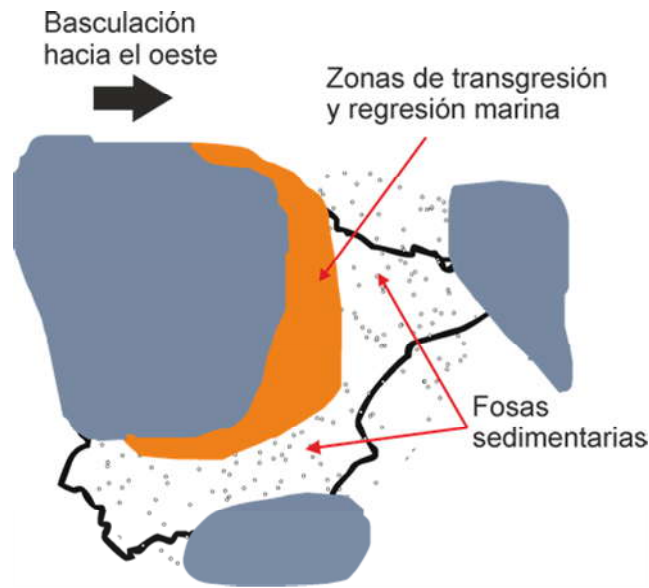 Basculación
hacia el oeste
Zonas de transgresión
y regresión marina
Fosas
sedimentarias